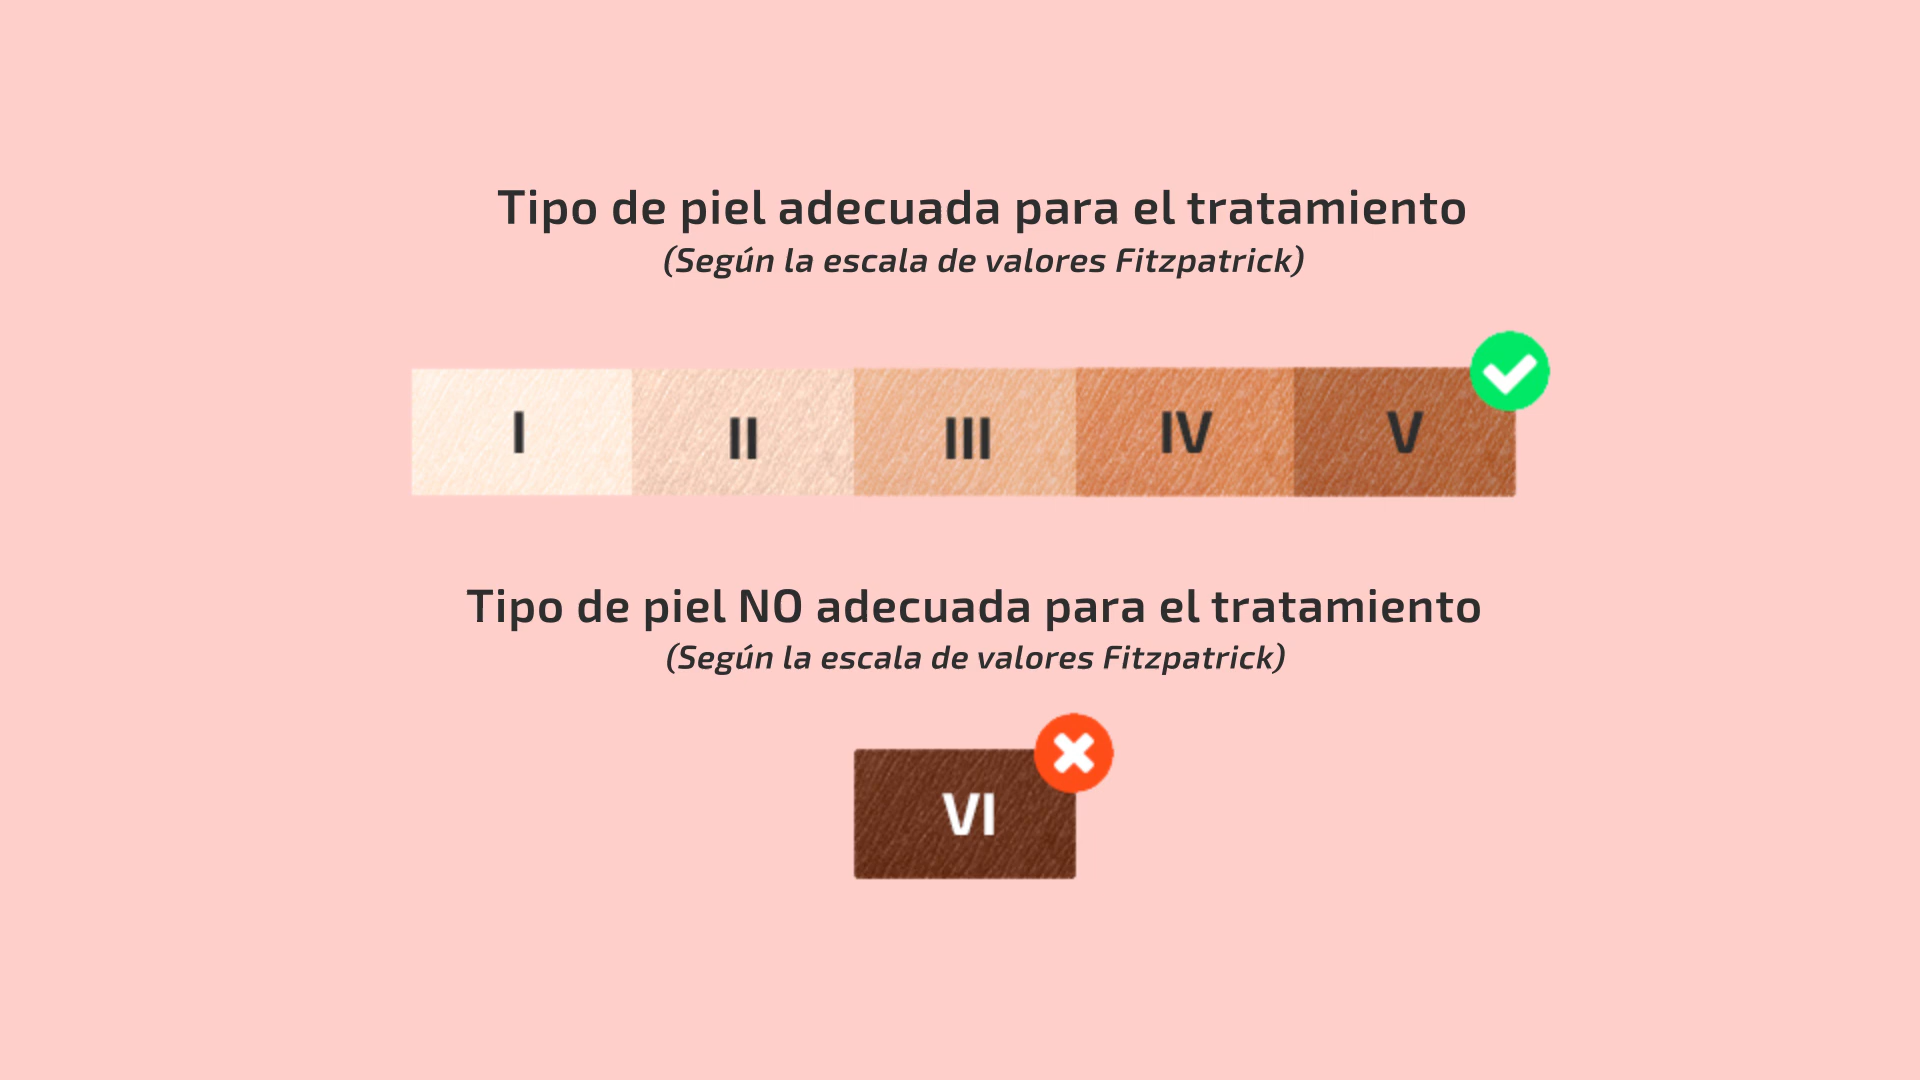 Tipo de piel adecuada para el tratamiento
(Según la escala de valores Fitzpatrick)
I II III IV V
Tipo de piel NO adecuada para el tratamiento
(Según la escala de valores Fitzpatrick)
VI